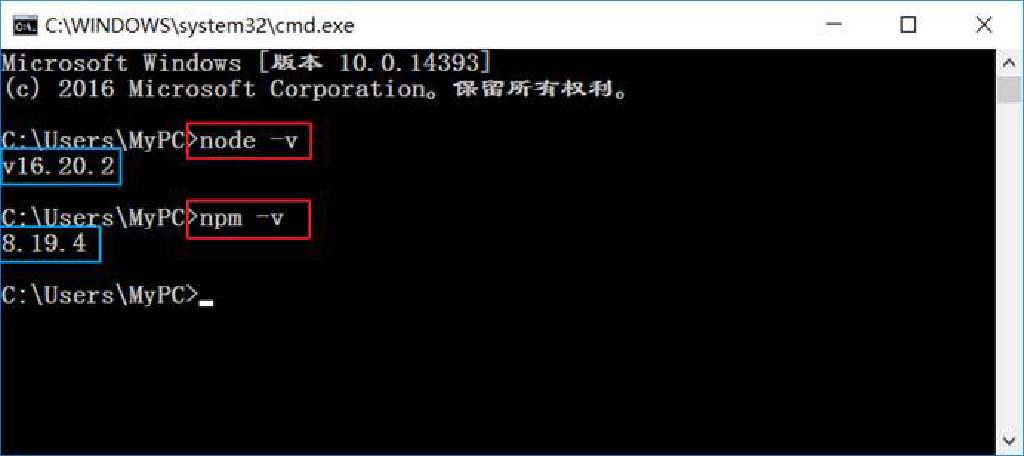 C:\WINDOWS\system32\cmd.exe
Microsoft Windows [版本 10.0.14393]
(c) 2016 Microsoft Corporation。保留所有权利。
C:\Users\MyPC>node -v
v16.20.2
C:\Users\MyPC>npm -v
8.19.4
C:\Users\MyPC>